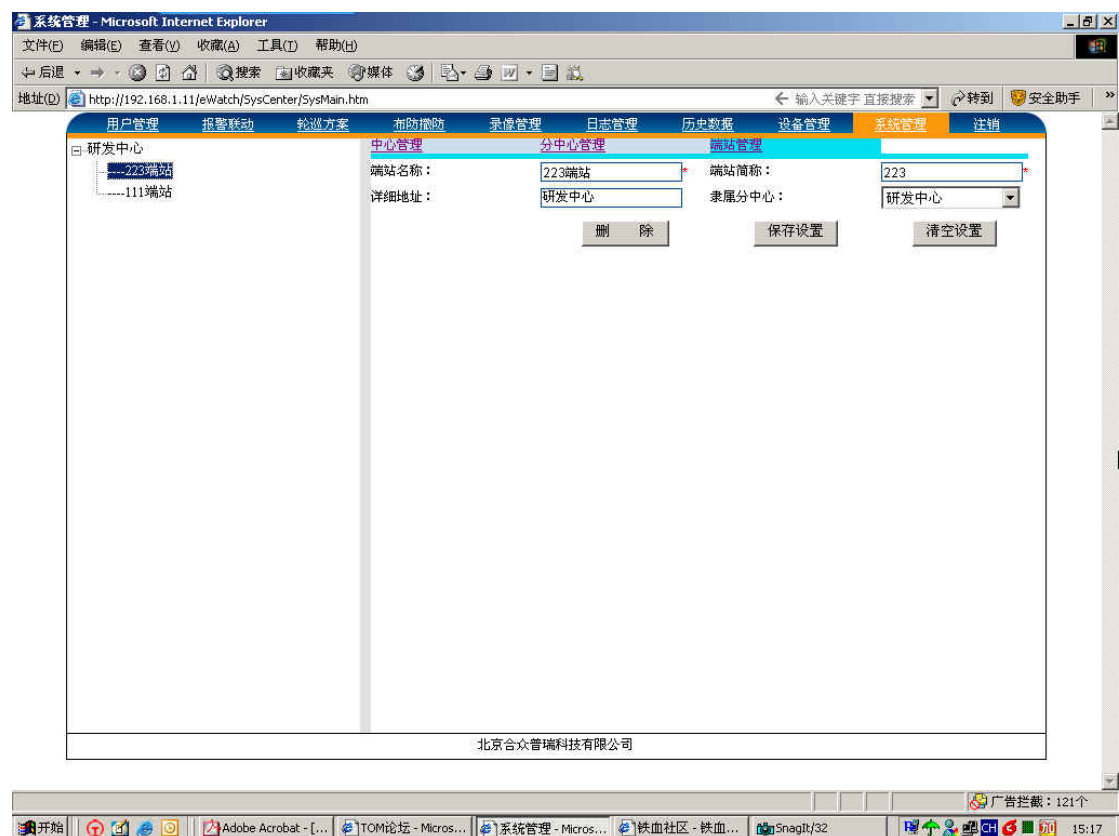 系统管理 - Microsoft Internet Explorer
文件(F) 编辑(E) 查看(V) 收藏(A) 工具(T) 帮助(H)
后退 搜索 收藏夹 媒体
地址(D) http://192.168.1.11/eWatch/SysCenter/SysMain.htm 输入关键字 直接搜索 转到 安全助手 »
用户管理 报警联动 轮巡方案 布防撤防 录像管理 日志管理 历史数据 设备管理 系统管理 注销
研发中心
----223端站
----111端站
中心管理 分中心管理 端站管理
端站名称： 223端站 * 端站简称： 223 *
详细地址： 研发中心 隶属分中心： 研发中心
删 除 保存设置 清空设置
北京合众普瑞科技有限公司
广告拦截：121个
开始 Adobe Acrobat - [... TOM论坛 - Micros... 系统管理 - Micros... 铁血社区 - 铁血... SnagIt/32 CH 15:17